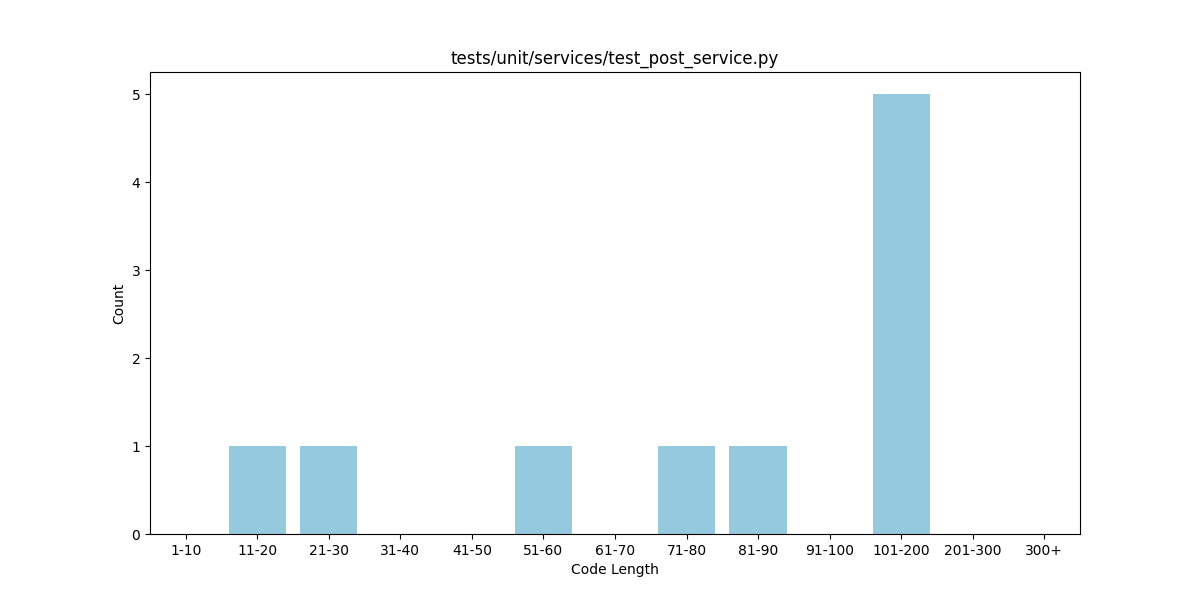 tests/unit/services/test_post_service.py
5
4
3
2
1
0
Count
1-10 11-20 21-30 31-40 41-50 51-60 61-70 71-80 81-90 91-100 101-200 201-300 300+
Code Length